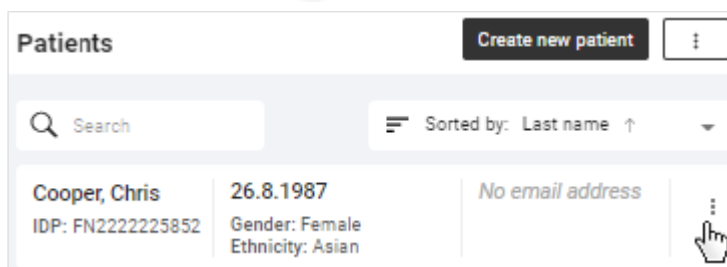 Patients
Create new patient
Search
Sorted by: Last name ↑
Cooper, Chris
IDP: FN2222225852
26.8.1987
Gender: Female
Ethnicity: Asian
No email address